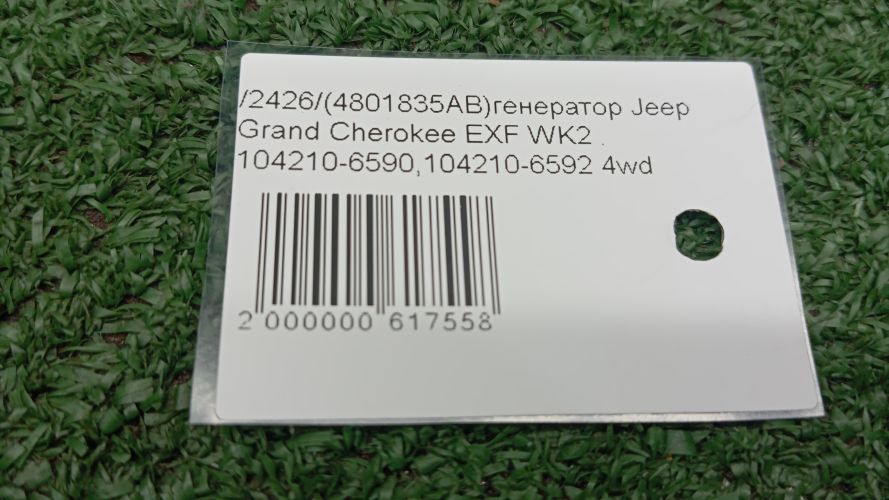 /2426/(4801835AB)генератор Jeep
Grand Cherokee EXF WK2 .
104210-6590,104210-6592 4wd
2 000000 617558